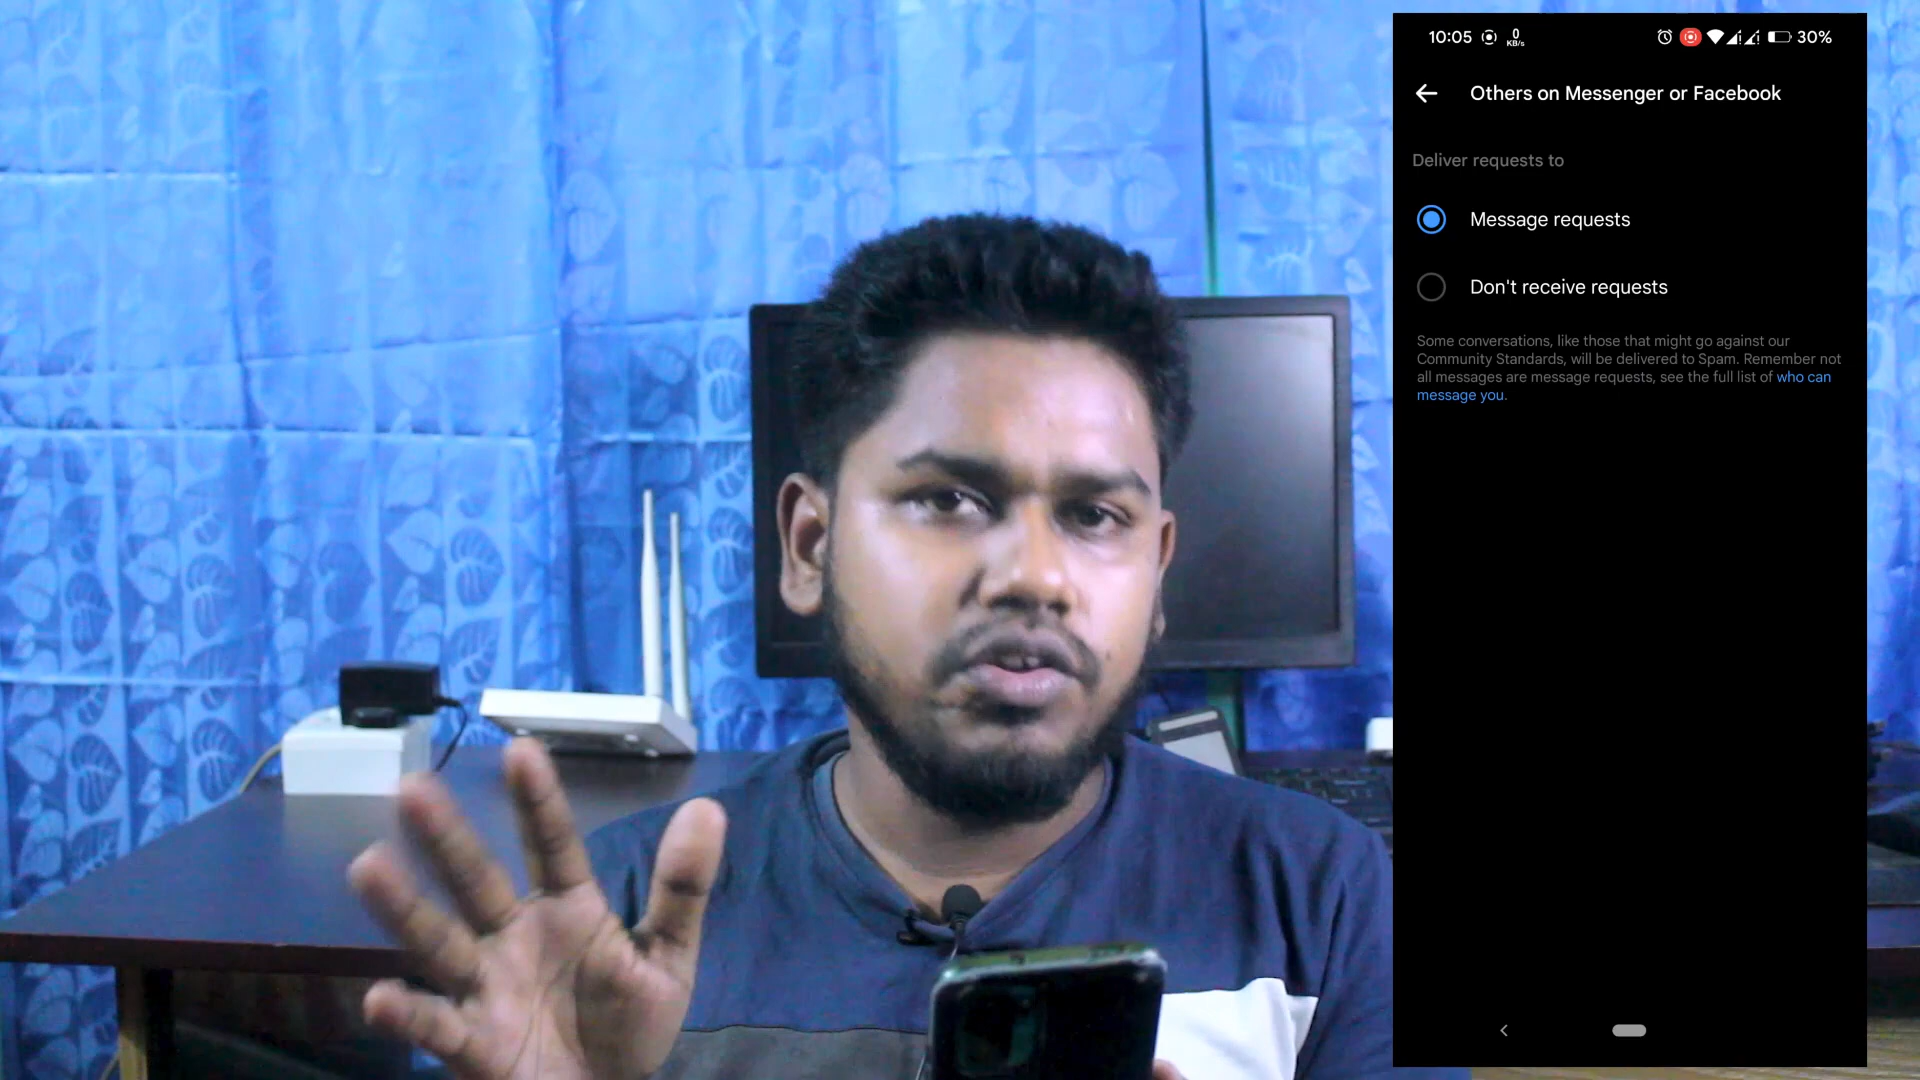 10:05 0 KB/s 30%
Others on Messenger or Facebook
Deliver requests to
Message requests
Don't receive requests
Some conversations, like those that might go against our
Community Standards, will be delivered to Spam. Remember not
all messages are message requests, see the full list of who can
message you.